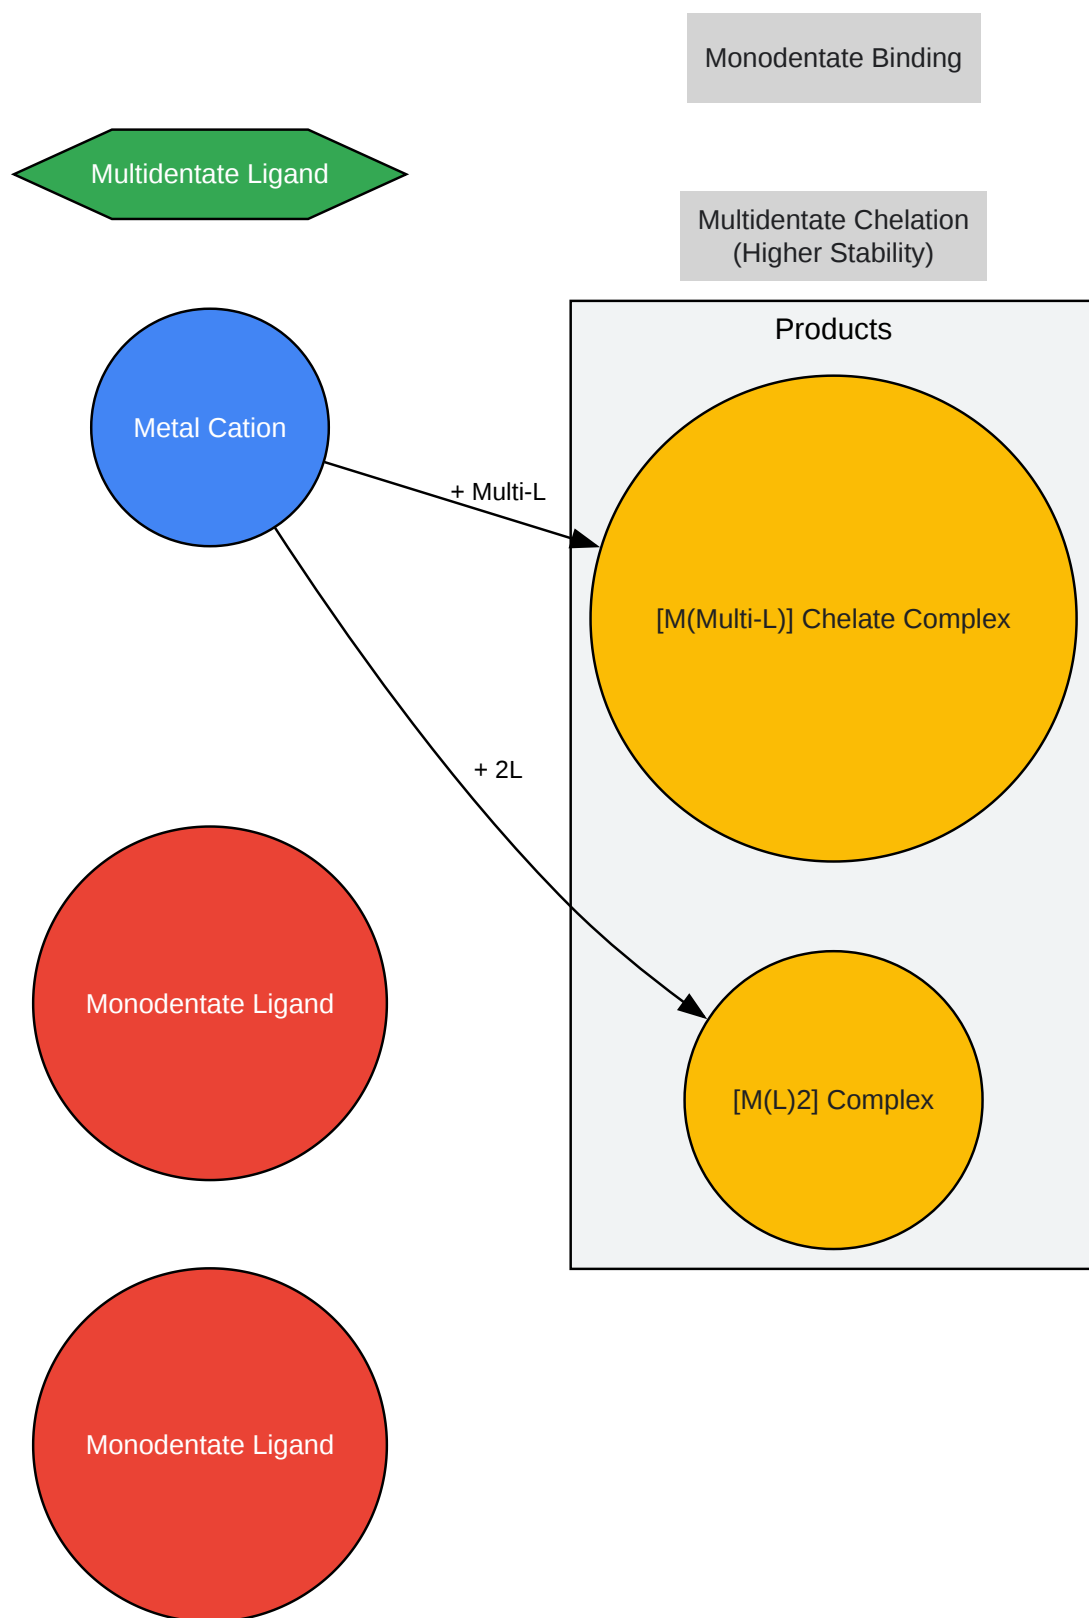 Monodentate Binding
Multidentate Ligand
Multidentate Chelation
(Higher Stability)
Products
Metal Cation
+ Multi-L
[M(Multi-L)] Chelate Complex
+ 2L
Monodentate Ligand
[M(L)2] Complex
Monodentate Ligand